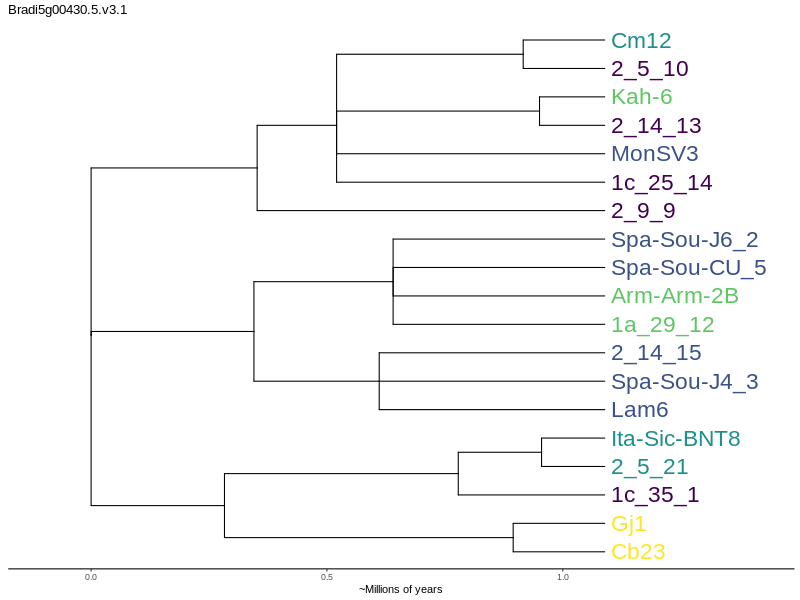 Bradi5g00430.5.v3.1
Cm12
2_5_10
Kah-6
2_14_13
MonSV3
1c_25_14
2_9_9
Spa-Sou-J6_2
Spa-Sou-CU_5
Arm-Arm-2B
1a_29_12
2_14_15
Spa-Sou-J4_3
Lam6
Ita-Sic-BNT8
2_5_21
1c_35_1
Gj1
Cb23
0.0 0.5 1.0
~Millions of years